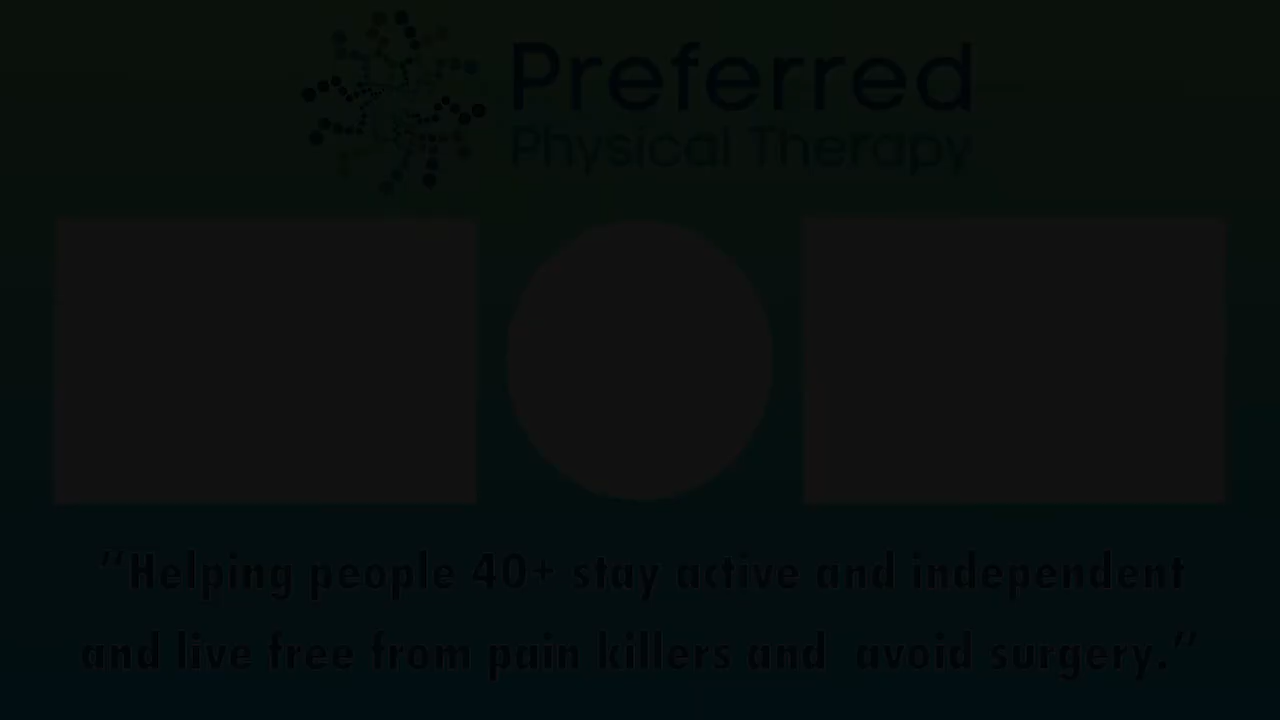 Preferred
Physical Therapy
“Helping people 40+ stay active and independent
and live free from pain killers and avoid surgery.”